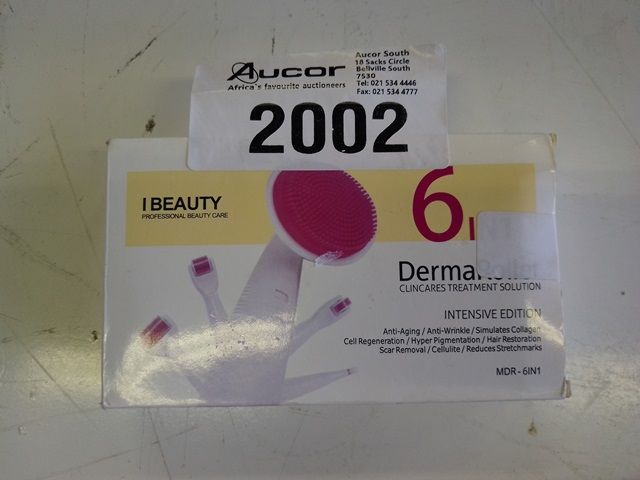 Aucor
Africa's favourite auctioneers
Aucor South
18 Sacks Circle
Bellville South
7530
Tel: 021 534 4446
Fax: 021 534 4777
2002
I BEAUTY
PROFESSIONAL BEAUTY CARE
6
CLINCARES TREATMENT SOLUTION
INTENSIVE EDITION
Anti-Aging / Anti-Wrinkle / Simulates Collagen
Cell Regeneration / Hyper Pigmentation / Hair Restoration
Scar Removal / Cellulite / Reduces Stretchmarks
MDR - 6IN1